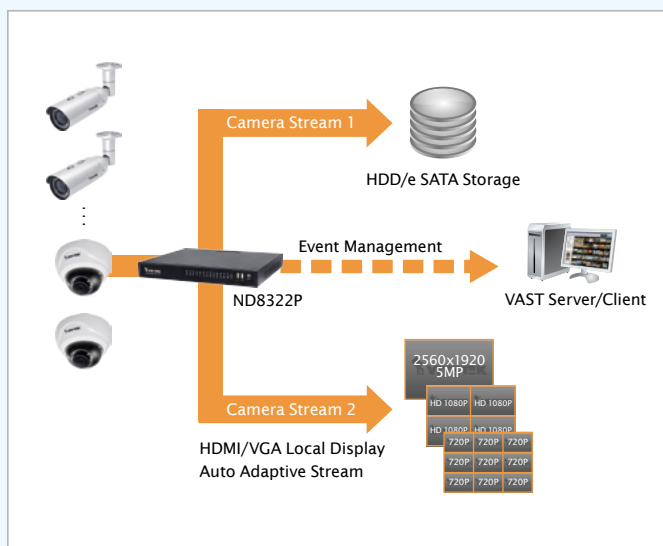 Camera Stream 1
HDD/e SATA Storage
Event Management
ND8322P
VAST Server/Client
2560x1920
5MP
Camera Stream 2
HD 1080P HD 1080P
HD 1080P HD 1080P
720P 720P 720P
720P 720P 720P
720P 720P 720P
HDMI/VGA Local Display
Auto Adaptive Stream